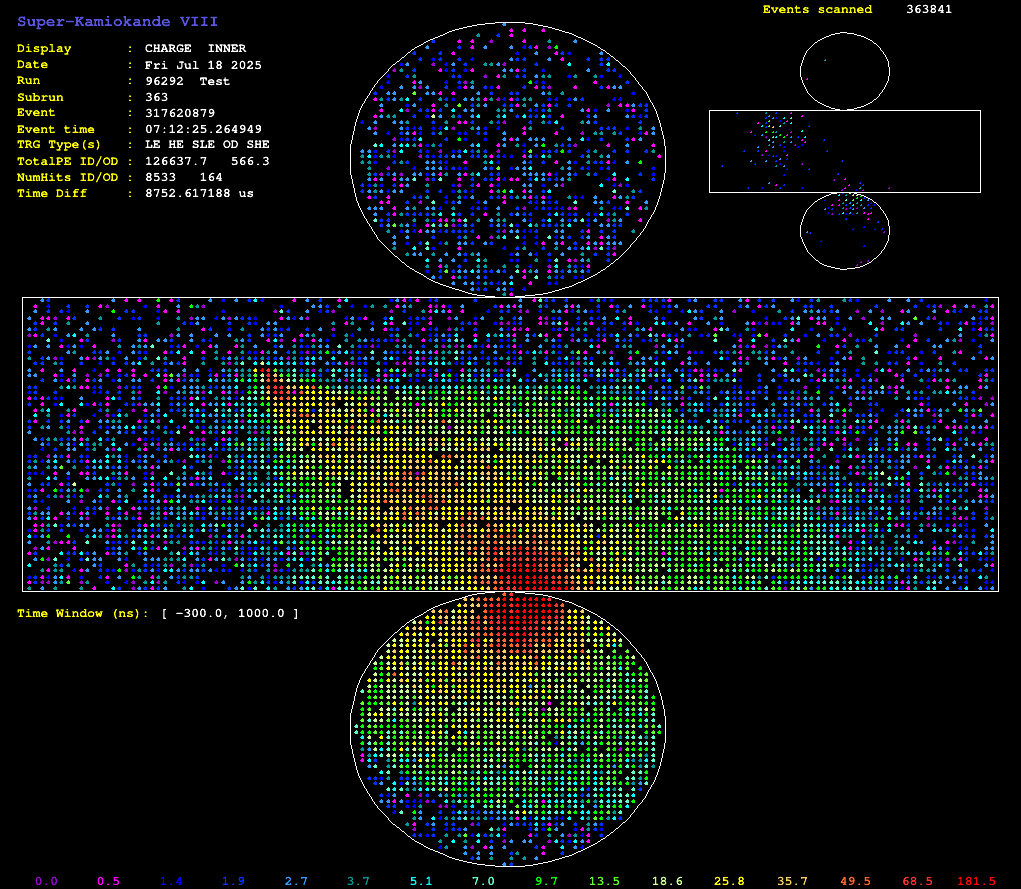 Super-Kamiokande VIII
Events scanned 363841
Display : CHARGE INNER
Date : Fri Jul 18 2025
Run : 96292 Test
Subrun : 363
Event : 317620879
Event time : 07:12:25.264949
TRG Type(s) : LE HE SLE OD SHE
TotalPE ID/OD : 126637.7 566.3
NumHits ID/OD : 8533 164
Time Diff : 8752.617188 us
Time Window (ns): [ -300.0, 1000.0 ]
0.0 0.5 1.4 1.9 2.7 3.7 5.1 7.0 9.7 13.5 18.6 25.8 35.7 49.5 68.5 181.5